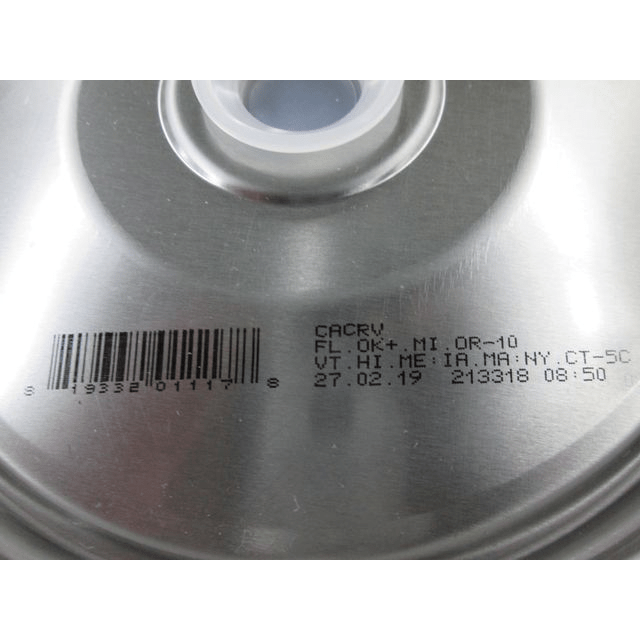 CACRV
FL.OK+.MI.OR-10
VT.HI.ME:IA.MA:NY.CT-5C
27.02.19 213318 08:50
8 19332 01117 8